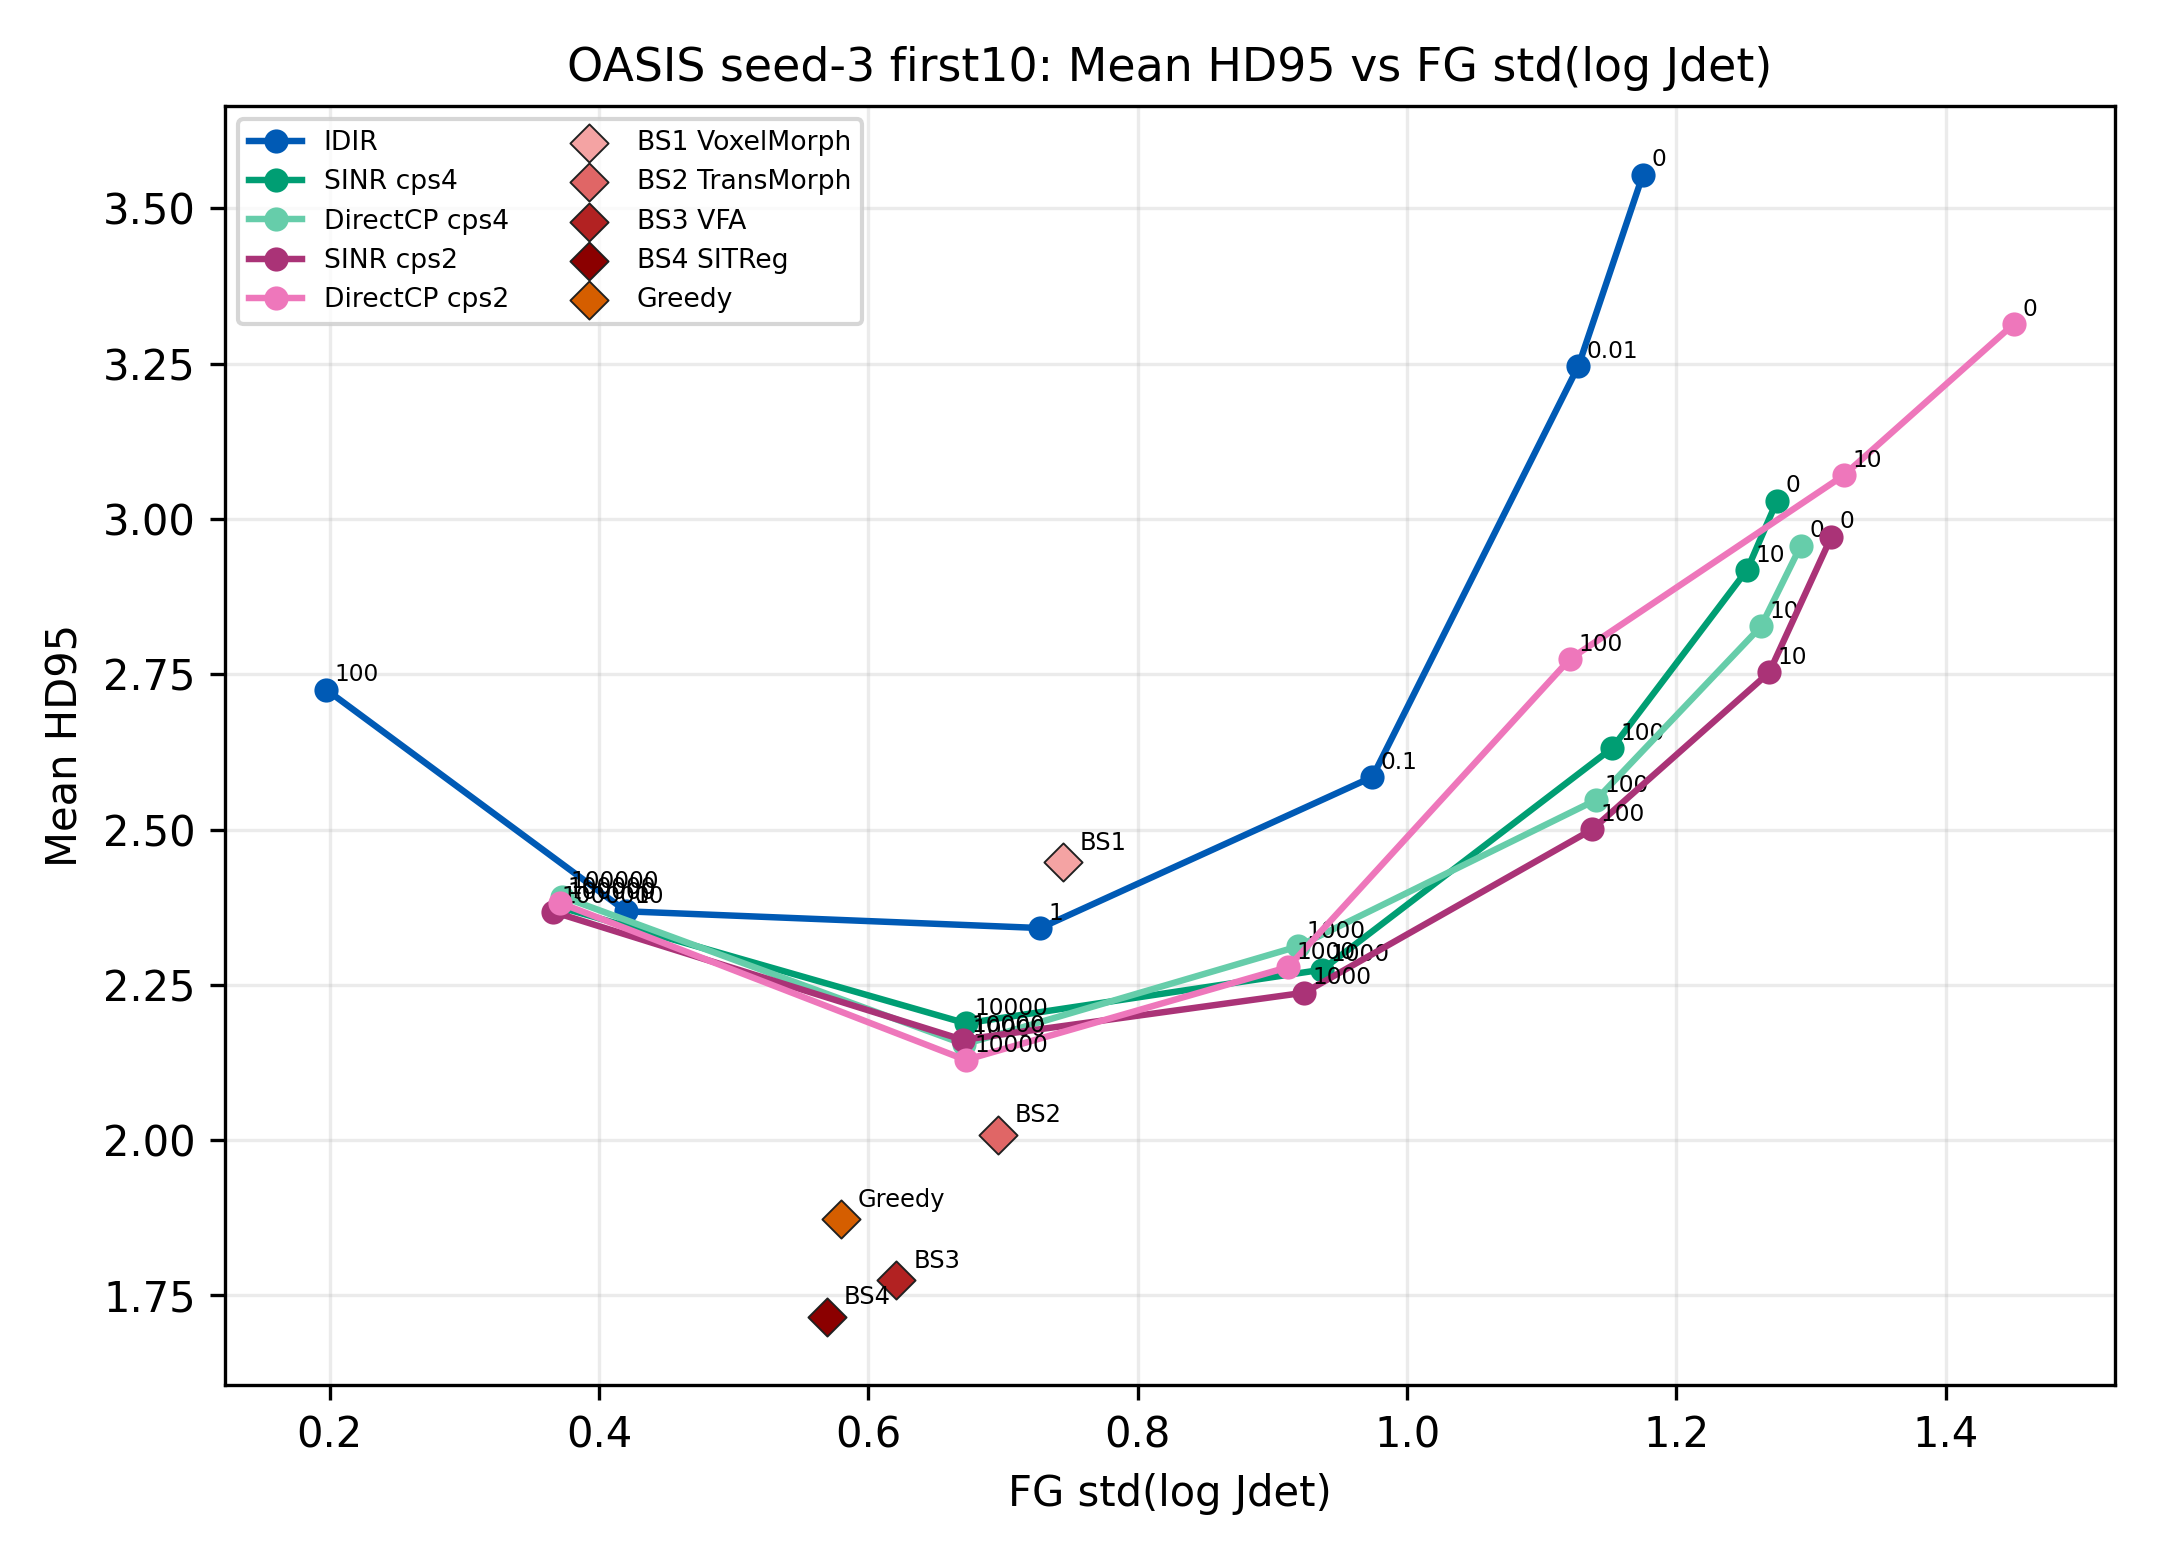 OASIS seed-3 first10: Mean HD95 vs FG std(log Jdet)
IDIR
SINR cps4
DirectCP cps4
SINR cps2
DirectCP cps2
BS1 VoxelMorph
BS2 TransMorph
BS3 VFA
BS4 SITReg
Greedy
Mean HD95
3.50
3.25
3.00
2.75
2.50
2.25
2.00
1.75
0
0.01
0
10
0
0
0
10
10
10
100
100
100
100
100
0.1
BS1
1
100000
100000
10
1000
1000
1000
1000
10000
10000
10000
BS2
Greedy
BS3
BS4
0.2
0.4
0.6
0.8
1.0
1.2
1.4
FG std(log Jdet)